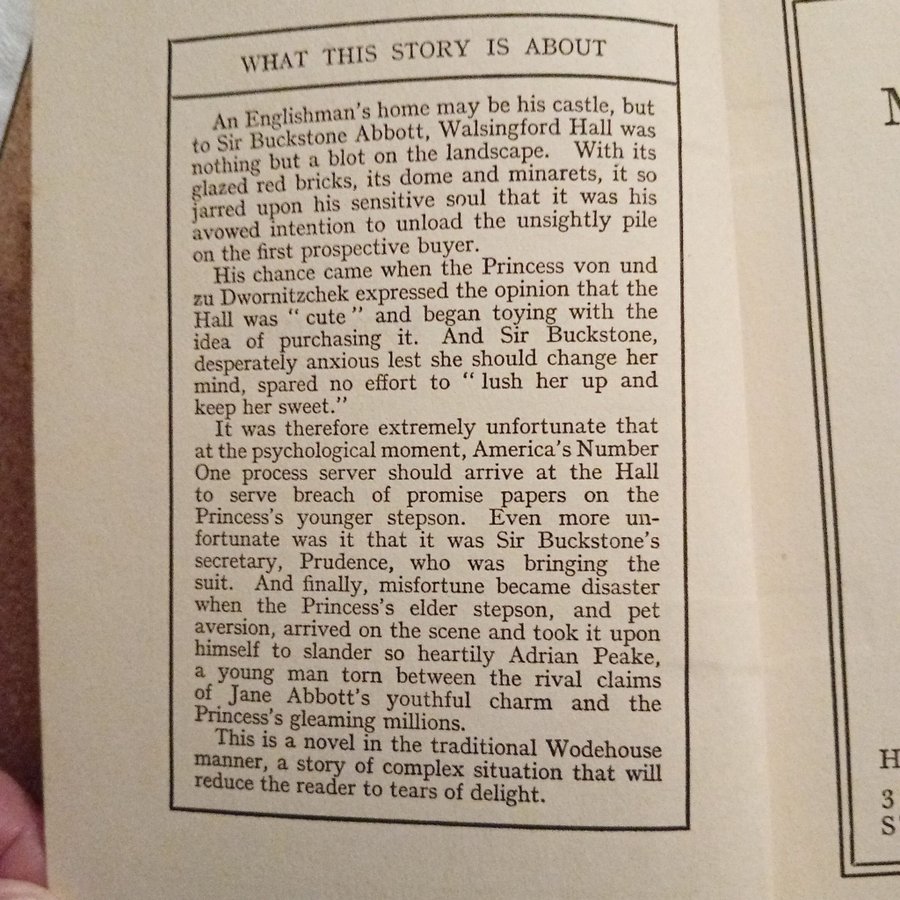 WHAT THIS STORY IS ABOUT
An Englishman's home may be his castle, but
to Sir Buckstone Abbott, Walsingford Hall was
nothing but a blot on the landscape. With its
glazed red bricks, its dome and minarets, it so
jarred upon his sensitive soul that it was his
avowed intention to unload the unsightly pile
on the first prospective buyer.
His chance came when the Princess von und
zu Dwornitzchek expressed the opinion that the
Hall was “ cute ” and began toying with the
idea of purchasing it. And Sir Buckstone,
desperately anxious lest she should change her
mind, spared no effort to “ lush her up and
keep her sweet.”
It was therefore extremely unfortunate that
at the psychological moment, America's Number
One process server should arrive at the Hall
to serve breach of promise papers on the
Princess's younger stepson. Even more un-
fortunate was it that it was Sir Buckstone's
secretary, Prudence, who was bringing the
suit. And finally, misfortune became disaster
when the Princess's elder stepson, and pet
aversion, arrived on the scene and took it upon
himself to slander so heartily Adrian Peake,
a young man torn between the rival claims
of Jane Abbott's youthful charm and the
Princess's gleaming millions.
This is a novel in the traditional Wodehouse
manner, a story of complex situation that will
reduce the reader to tears of delight.
H
3
S